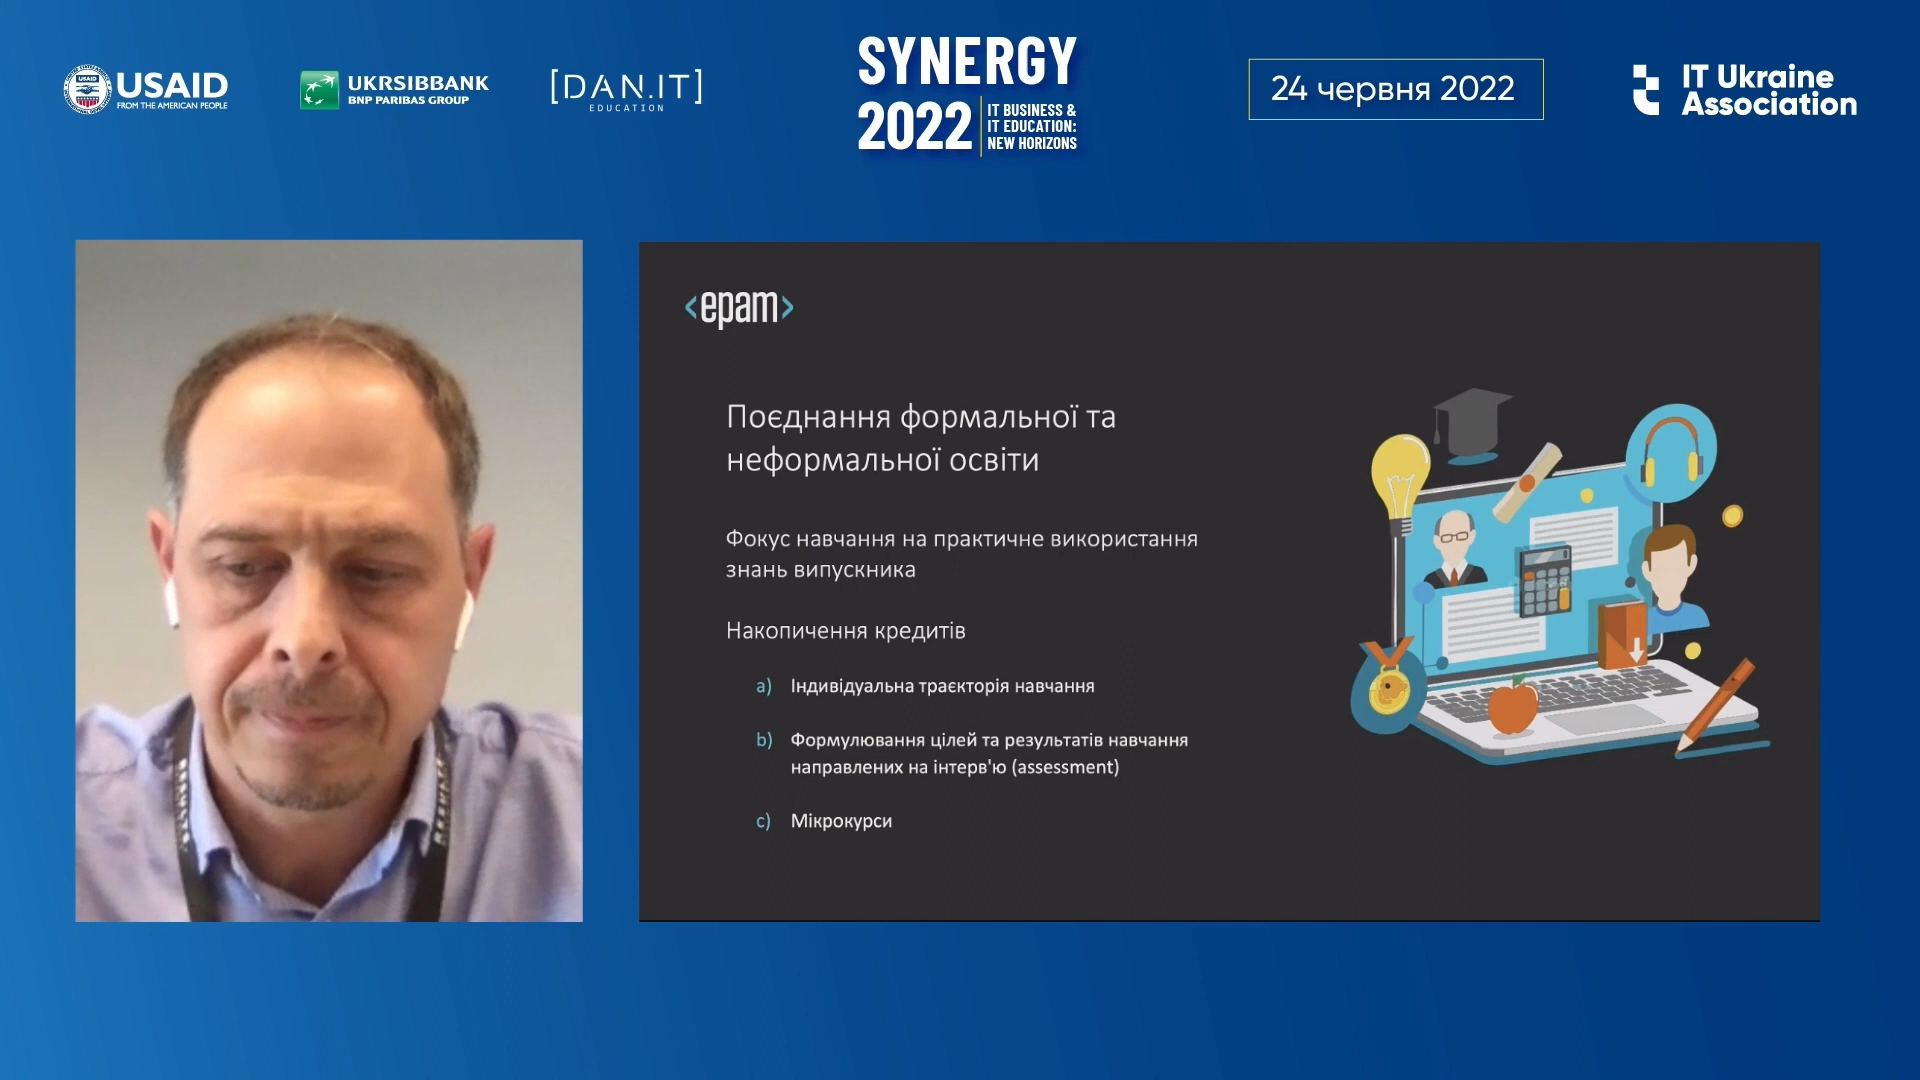 USAID
FROM THE AMERICAN PEOPLE
UKRSIBBANK
BNP PARIBAS GROUP
[DAN.IT]
EDUCATION
SYNERGY
2022
IT BUSINESS &
IT EDUCATION:
NEW HORIZONS
24 червня 2022
IT Ukraine
Association
<epam>
Поєднання формальної та
неформальної освіти
Фокус навчання на практичне використання
знань випускника
Накопичення кредитів
a) Індивідуальна траєкторія навчання
b) Формулювання цілей та результатів навчання
направлених на інтерв'ю (assessment)
c) Мікрокурси